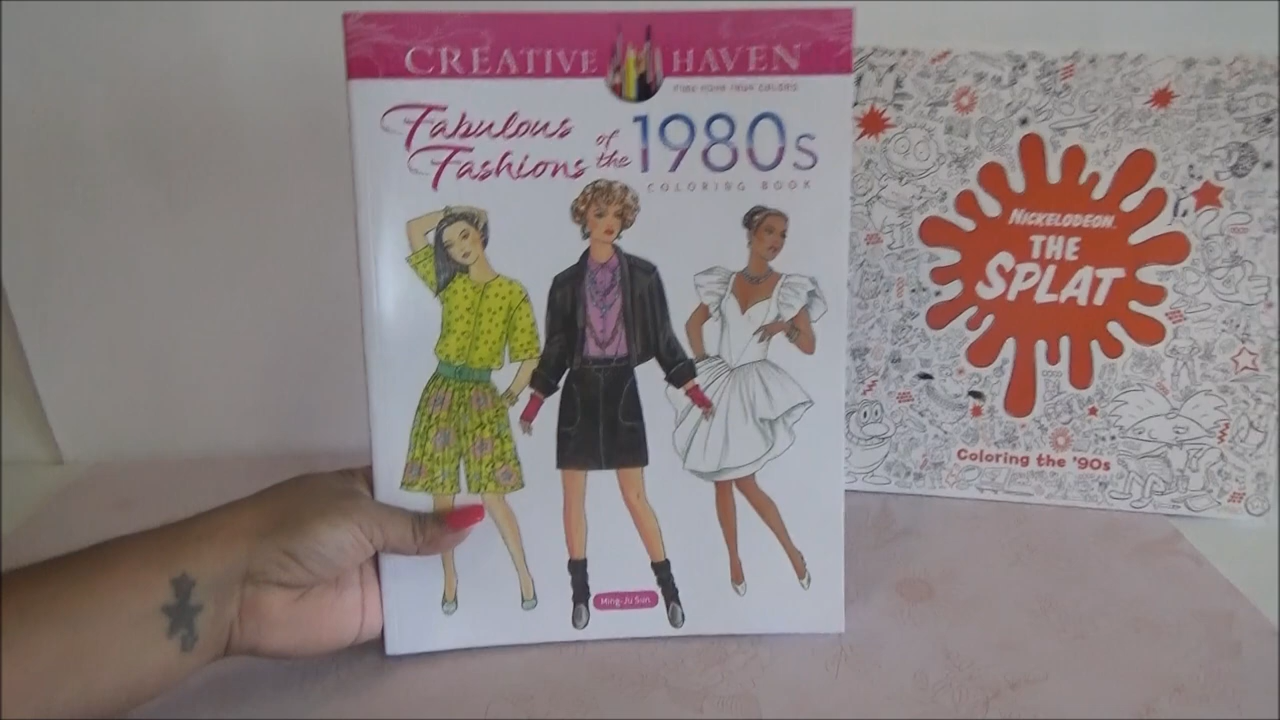 CREATIVE HAVEN
FIND YOUR TRUE COLORS
Fabulous
Fashions
of
the
1980s
COLORING BOOK
Ming-Ju Sun
NICKELODEON
THE
SPLAT
Coloring the '90s